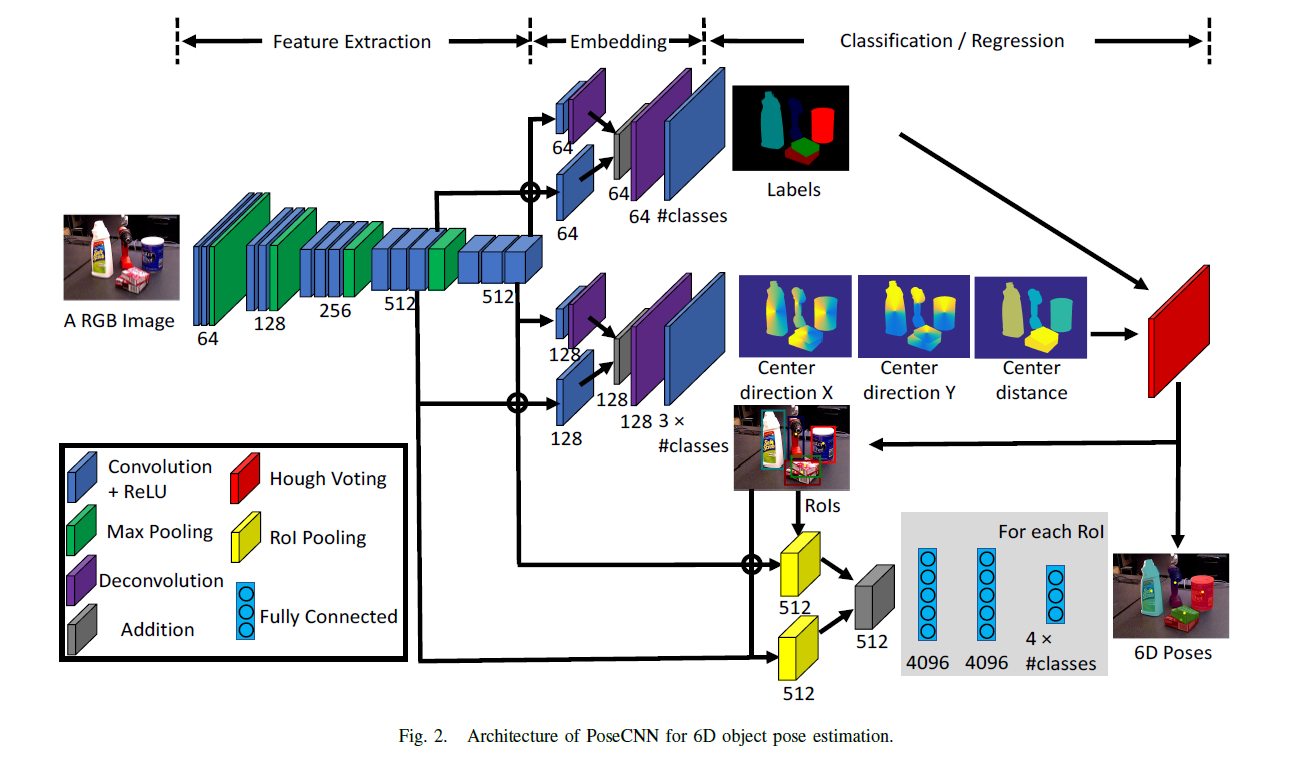 Feature Extraction
Embedding
Classification / Regression
64
64
64
64 #classes
Labels
A RGB Image
64
128
256
512
512
128
128
128
128 3 ×
#classes
Center
direction X
Center
direction Y
Center
distance
RoIs
Convolution
+ ReLU
Hough Voting
Max Pooling
RoI Pooling
Deconvolution
Fully Connected
Addition
512
512
512
For each RoI
4096
4096
4 ×
#classes
6D Poses
Fig. 2. Architecture of PoseCNN for 6D object pose estimation.